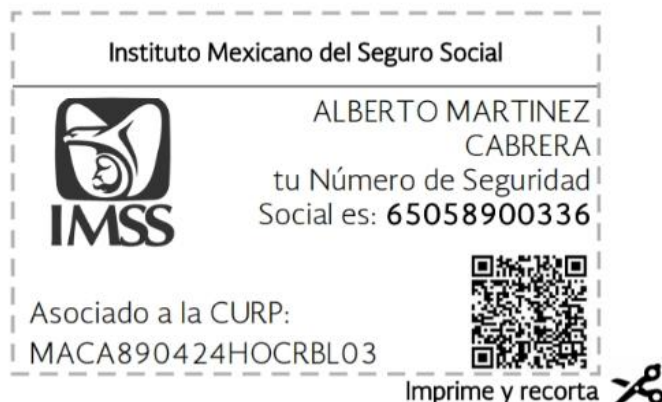 Instituto Mexicano del Seguro Social
ALBERTO MARTINEZ
CABRERA
tu Número de Seguridad
Social es: 65058900336
IMSS
Asociado a la CURP:
MACA890424HOCRBL03
Imprime y recorta